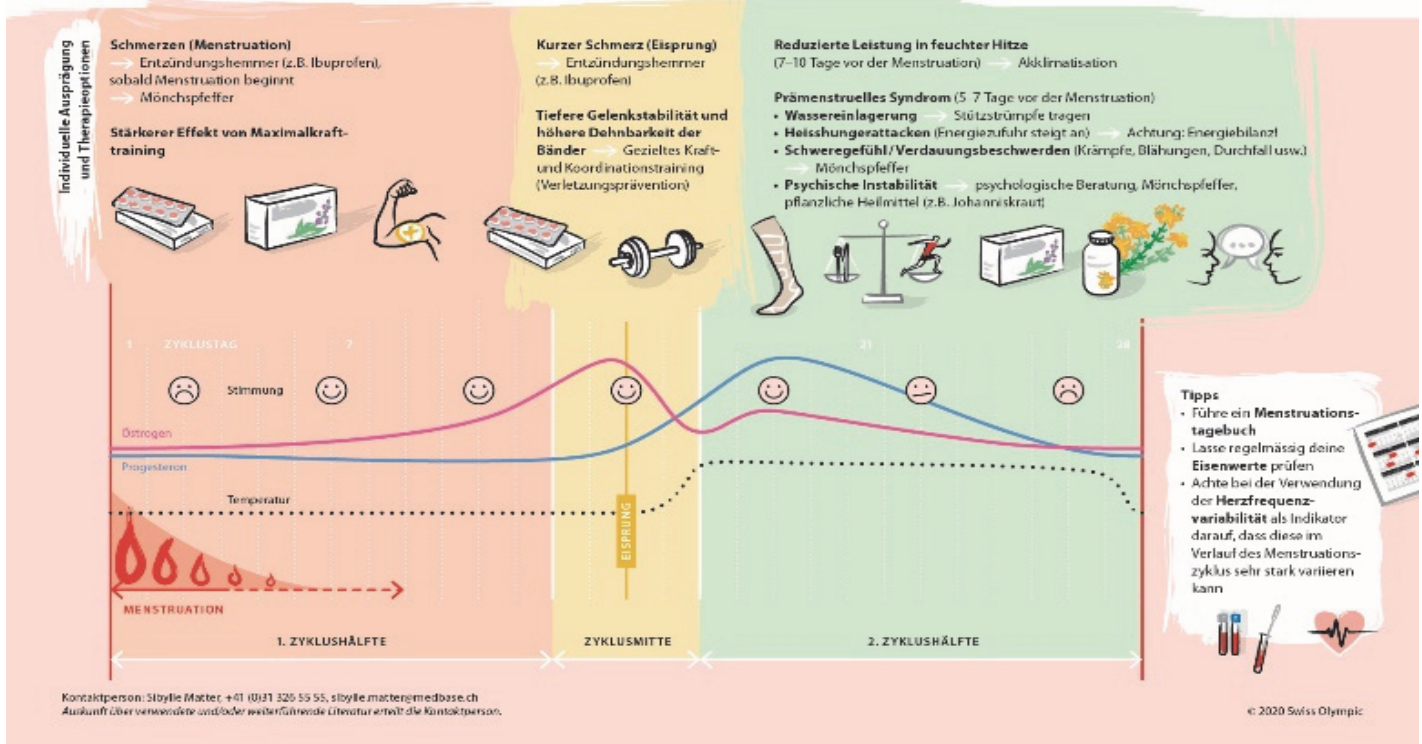 Individuelle Ausprägung
und Therapieoptionen
Schmerzen (Menstruation)
→ Entzündungshemmer (z.B. Ibuprofen),
sobald Menstruation beginnt
→ Mönchspfeffer
Stärkerer Effekt von Maximalkraft-
training
Kurzer Schmerz (Eisprung)
→ Entzündungshemmer
(z.B. Ibuprofen)
Tiefere Gelenkstabilität und
höhere Dehnbarkeit der
Bänder → Gezieltes Kraft-
und Koordinationstraining
(Verletzungsprävention)
Reduzierte Leistung in feuchter Hitze
(7–10 Tage vor der Menstruation) → Akklimatisation
Prämenstruelles Syndrom (5–7 Tage vor der Menstruation)
• Wassereinlagerung → Stützstrümpfe tragen
• Heisshungerattacken (Energiezufuhr steigt an) → Achtung: Energiebilanz!
• Schweregefühl/Verdauungsbeschwerden (Krämpfe, Blähungen, Durchfall usw.)
→ Mönchspfeffer
• Psychische Instabilität → psychologische Beratung, Mönchspfeffer,
pflanzliche Heilmittel (z.B. Johanniskraut)
1 ZYKLUSTAG 7 21 28
Stimmung
Östrogen
Progesteron
Temperatur
EISPRUNG
MENSTRUATION
1. ZYKLUSHÄLFTE
ZYKLUSMITTE
2. ZYKLUSHÄLFTE
Tipps
• Führe ein Menstruations-
tagebuch
• Lasse regelmässig deine
Eisenwerte prüfen
• Achte bei der Verwendung
der Herzfrequenz-
variabilität als Indikator
darauf, dass diese im
Verlauf des Menstruations-
zyklus sehr stark variieren
kann
Kontaktperson: Sibylle Matter, +41 (0)31 326 55 55, sibylle.matter@medbase.ch
Auskunft über verwendete und/oder weiterführende Literatur erteilt die Kontaktperson.
© 2020 Swiss Olympic